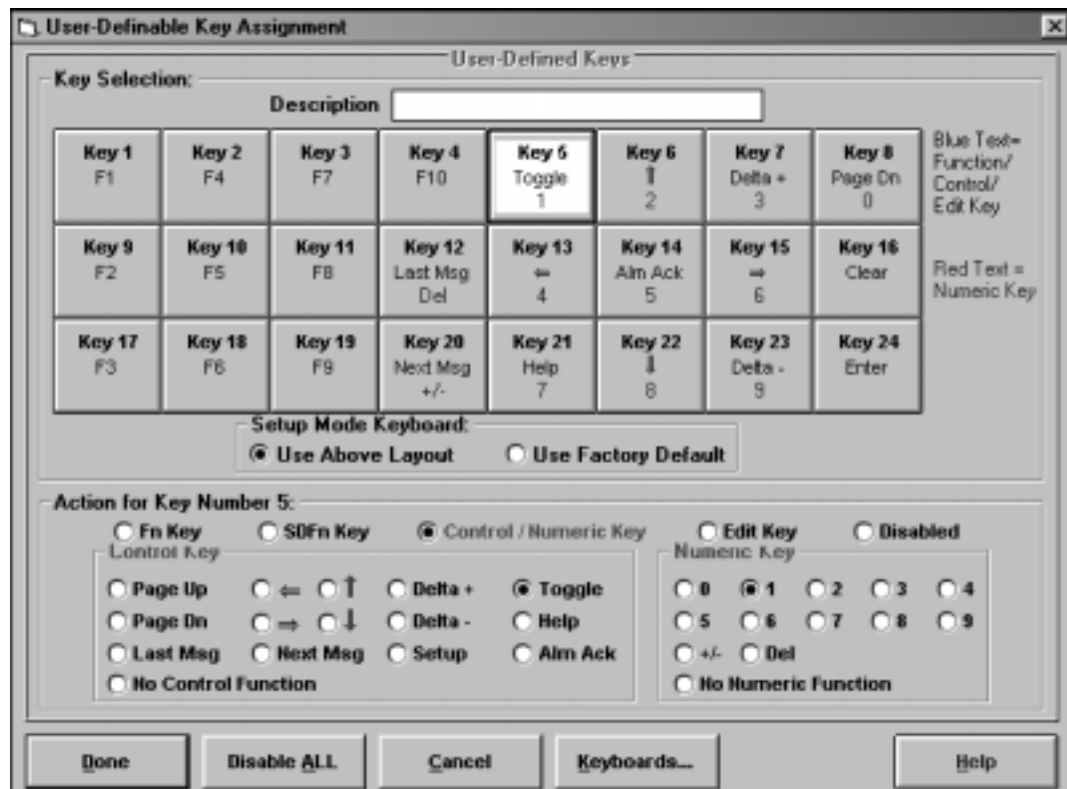 User-Definable Key Assignment
User-Defined Keys
Key Selection:
Description
Key 1 Key 2 Key 3 Key 4 Key 5 Key 6 Key 7 Key 8
F1 F4 F7 F10 Toggle ⇑ Delta + Page Dn
1 2 3 0
Blue Text=
Function/
Control/
Edit Key
Key 9 Key 10 Key 11 Key 12 Key 13 Key 14 Key 15 Key 16
F2 F5 F8 Last Msg ⇐ Alm Ack ⇒ Clear
Del 4 5 6
Red Text =
Numeric Key
Key 17 Key 18 Key 19 Key 20 Key 21 Key 22 Key 23 Key 24
F3 F6 F9 Next Msg Help ⇓ Delta - Enter
+/- 7 8 9
Setup Mode Keyboard:
Use Above Layout Use Factory Default
Action for Key Number 5:
Fn Key SDFn Key Control / Numeric Key Edit Key Disabled
Control Key Numeric Key
Page Up ⇐ ⇑ Delta + Toggle 0 1 2 3 4
Page Dn ⇒ ⇓ Delta - Help 5 6 7 8 9
Last Msg Next Msg Setup Alm Ack +/- Del
No Control Function No Numeric Function
Done Disable ALL Cancel Keyboards... Help